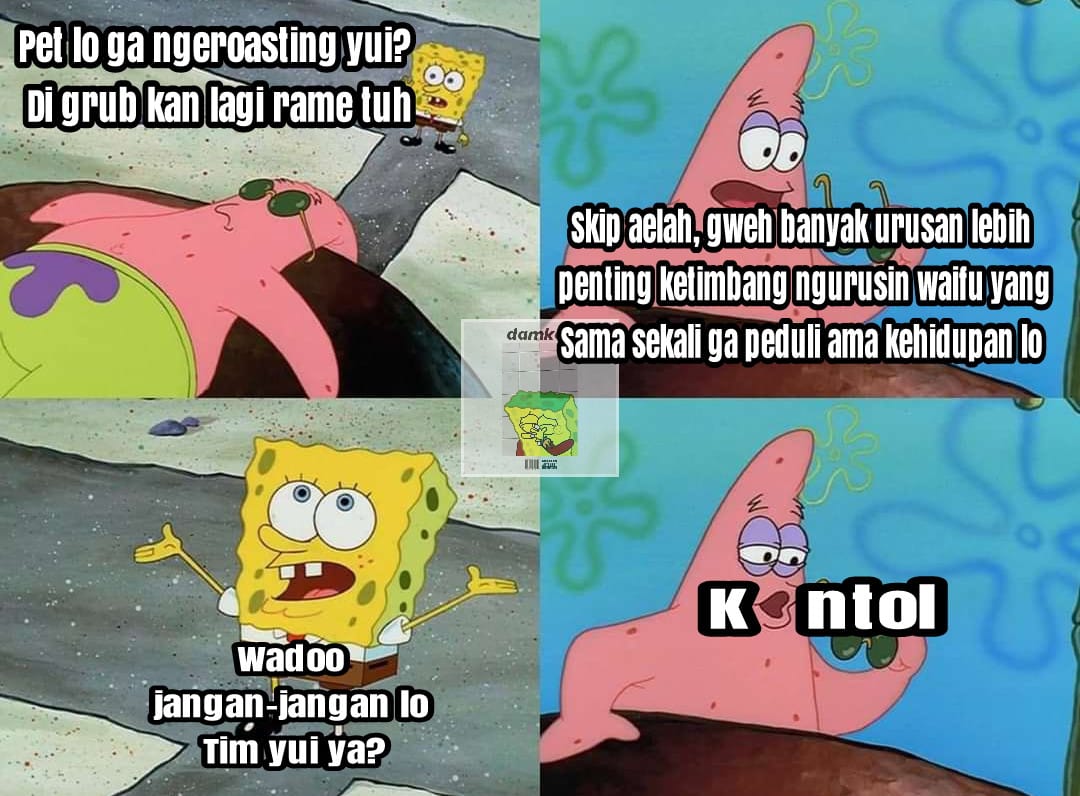 Pet lo ga ngeroasting yui?
Di grub kan lagi rame tuh
Skip aelah, gweh banyak urusan lebih
penting ketimbang ngurusin waifu yang
Sama sekali ga peduli ama kehidupan lo
damk
Wadoo
jangan-jangan lo
Tim yui ya?
K ntol